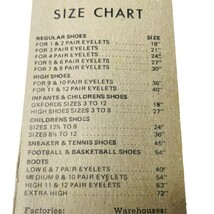 SIZE CHART
REGULAR SHOES SIZE
FOR 1 & 2 PAIR EYELETS 18"
FOR 3 PAIR EYELETS 21"
FOR 4 PAIR EYELETS 24"
FOR 5 & 6 PAIR EYELETS 27"
FOR 7 & 8 PAIR EYELETS 30"
HIGH SHOES
FOR 9 & 10 PAIR EYELETS 36"
FOR 11 & 12 PAIR EYELETS 40"
INFANTS & CHILDRENS SHOES
OXFORDS SIZES 3 TO 12 18"
HIGH SHOES SIZES 3 TO 8 27"
CHILDRENS SHOES
SIZES 12½ TO 8 24"
SIZES 8½ TO 12 36"
SNEAKER & TENNIS SHOES 45"
FOOTBALL & BASKETBALL SHOES 54"
BOOTS
LOW 6 & 7 PAIR EYELETS 40"
MEDIUM 8 & 10 PAIR EYELETS 54"
HIGH 11 & 12 PAIR EYELETS 63"
EXTRA HIGH 72"
Factories: Warehouses: